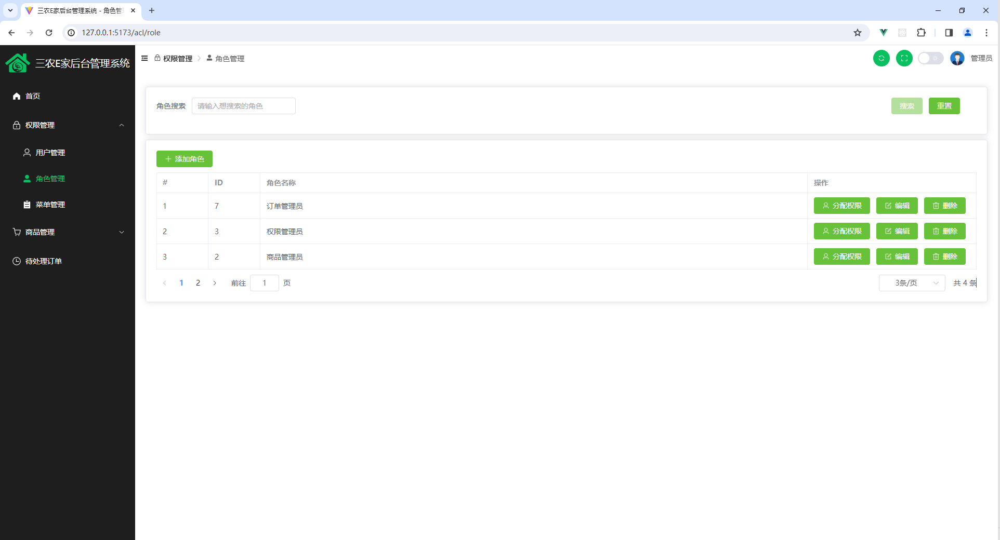 三农E家后台管理系统 - 角色管
127.0.0.1:5173/acl/role
三农E家后台管理系统
权限管理 角色管理
管理员
首页
权限管理
用户管理
角色管理
菜单管理
商品管理
待处理订单
角色搜索 请输入想搜索的角色 搜索 重置
添加角色
# ID 角色名称 操作
1 7 订单管理员 分配权限 编辑 删除
2 3 权限管理员 分配权限 编辑 删除
3 2 商品管理员 分配权限 编辑 删除
1 2 前往 1 页 3条/页 共 4 条